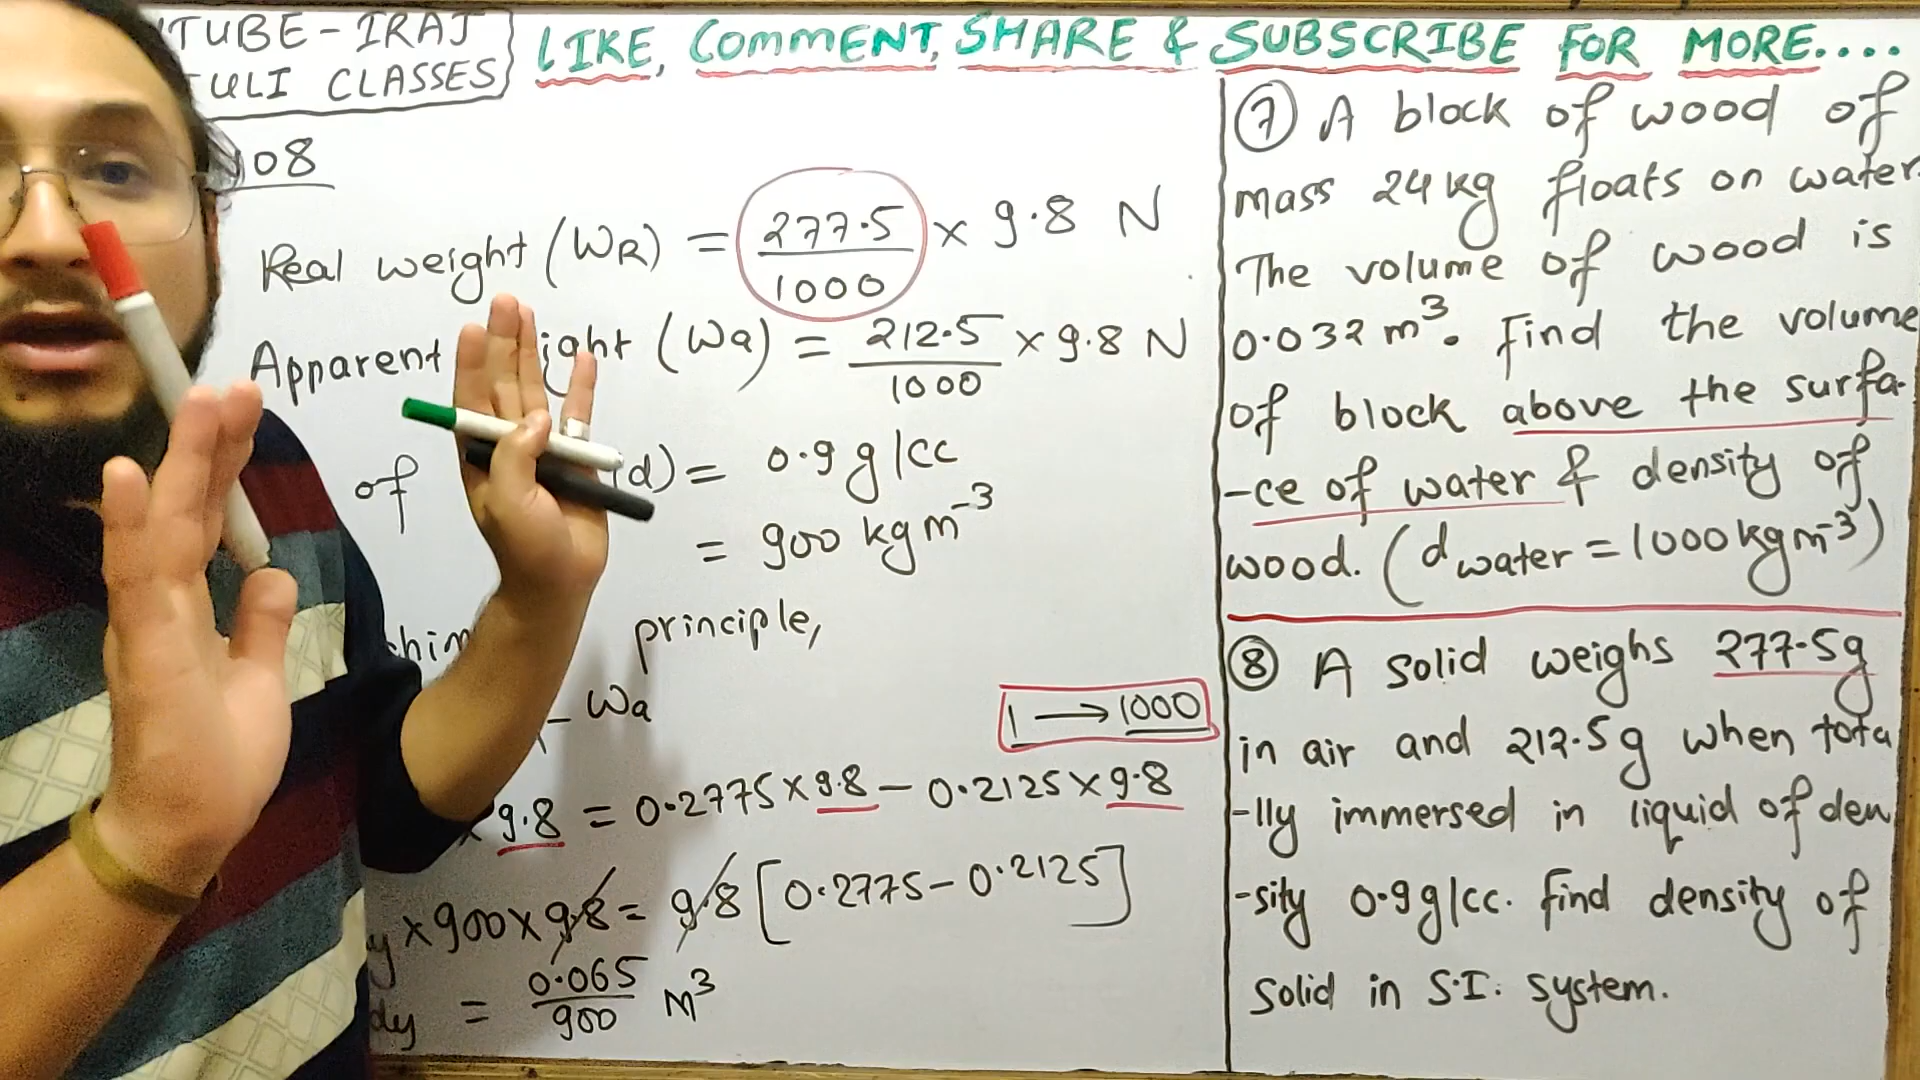 TUBE - IRAJ
ULI CLASSES
LIKE, COMMENT, SHARE & SUBSCRIBE FOR MORE....
08
Real weight (WR) = 277.5/1000 × 9.8 N
Apparent ight (Wa) = 212.5/1000 × 9.8 N
of (d) = 0.9 g/cc
= 900 kg m⁻³
principle,
- Wa
1 → 1000
× 9.8 = 0.2775 × 9.8 - 0.2125 × 9.8
× 900 × 9.8 = 9.8 [0.2775 - 0.2125]
dy = 0.065/900 m³
⑦ A block of wood of
mass 24 kg floats on water.
The volume of wood is
0.032 m³. Find the volume
of block above the surfa-
-ce of water & density of
wood. (d water = 1000 kg m⁻³)
⑧ A solid weighs 277.5g
in air and 212.5g when tota
-lly immersed in liquid of den
-sity 0.9g/cc. find density of
Solid in S.I. system.